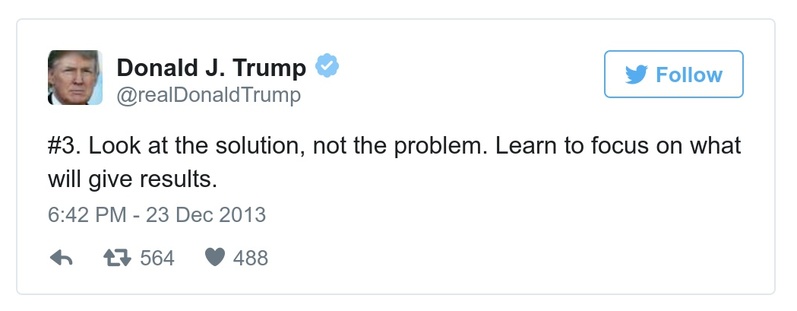 Donald J. Trump
@realDonaldTrump
Follow
#3. Look at the solution, not the problem. Learn to focus on what
will give results.
6:42 PM - 23 Dec 2013
564 488